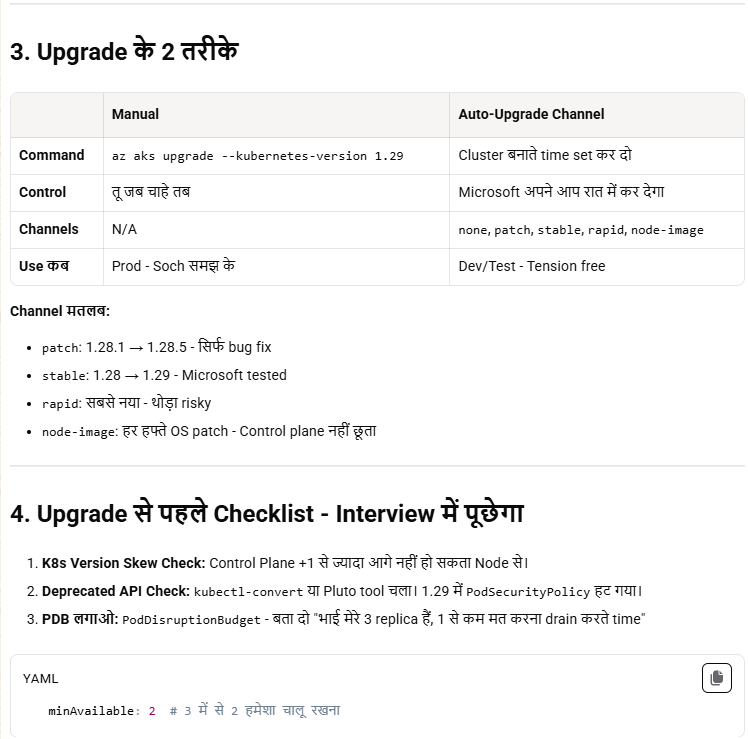 3. Upgrade के 2 तरीके
Manual Auto-Upgrade Channel
Command az aks upgrade --kubernetes-version 1.29 Cluster बनाते time set कर दो
Control तू जब चाहे तब Microsoft अपने आप रात में कर देगा
Channels N/A none, patch, stable, rapid, node-image
Use कब Prod - Soch समझ के Dev/Test - Tension free
Channel मतलब:
• patch: 1.28.1 → 1.28.5 - सिर्फ bug fix
• stable: 1.28 → 1.29 - Microsoft tested
• rapid: सबसे नया - थोड़ा risky
• node-image: हर हफ्ते OS patch - Control plane नहीं छूता
4. Upgrade से पहले Checklist - Interview में पूछेगा
1. K8s Version Skew Check: Control Plane +1 से ज्यादा आगे नहीं हो सकता Node से।
2. Deprecated API Check: kubectl-convert या Pluto tool चला। 1.29 में PodSecurityPolicy हट गया।
3. PDB लगाओ: PodDisruptionBudget - बता दो "भाई मेरे 3 replica हैं, 1 से कम मत करना drain करते time"
YAML
minAvailable: 2 # 3 में से 2 हमेशा चालू रखना